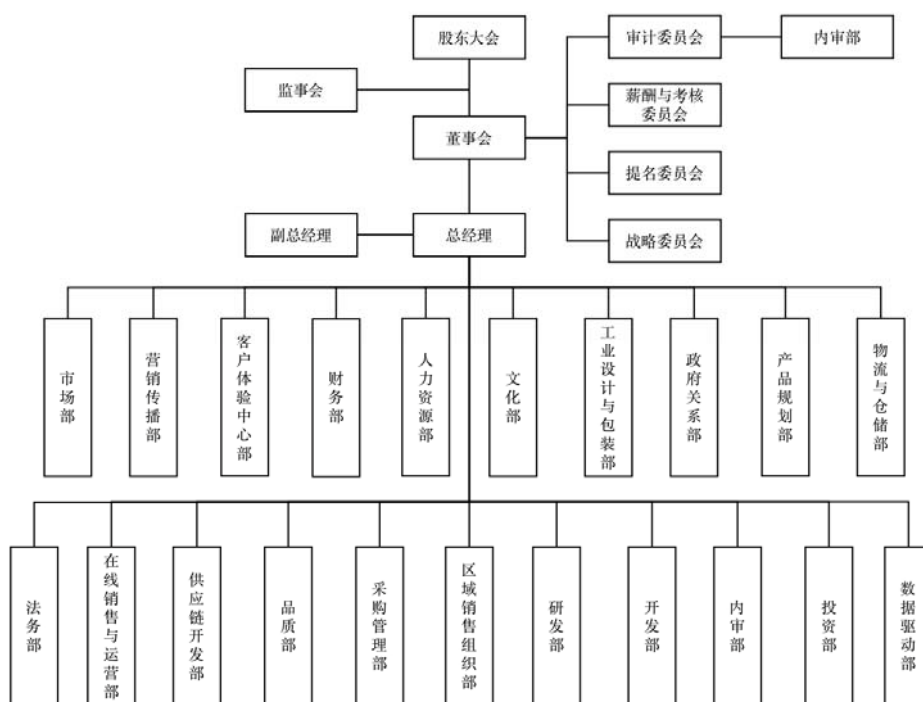 股东大会
审计委员会
内审部
监事会
薪酬与考核
委员会
董事会
提名委员会
副总经理
总经理
战略委员会
市场部
营销传播部
客户体验中心部
财务部
人力资源部
文化部
工业设计与包装部
政府关系部
产品规划部
物流与仓储部
法务部
在线销售与运营部
供应链开发部
品质部
采购管理部
区域销售组织部
研发部
开发部
内审部
投资部
数据驱动部